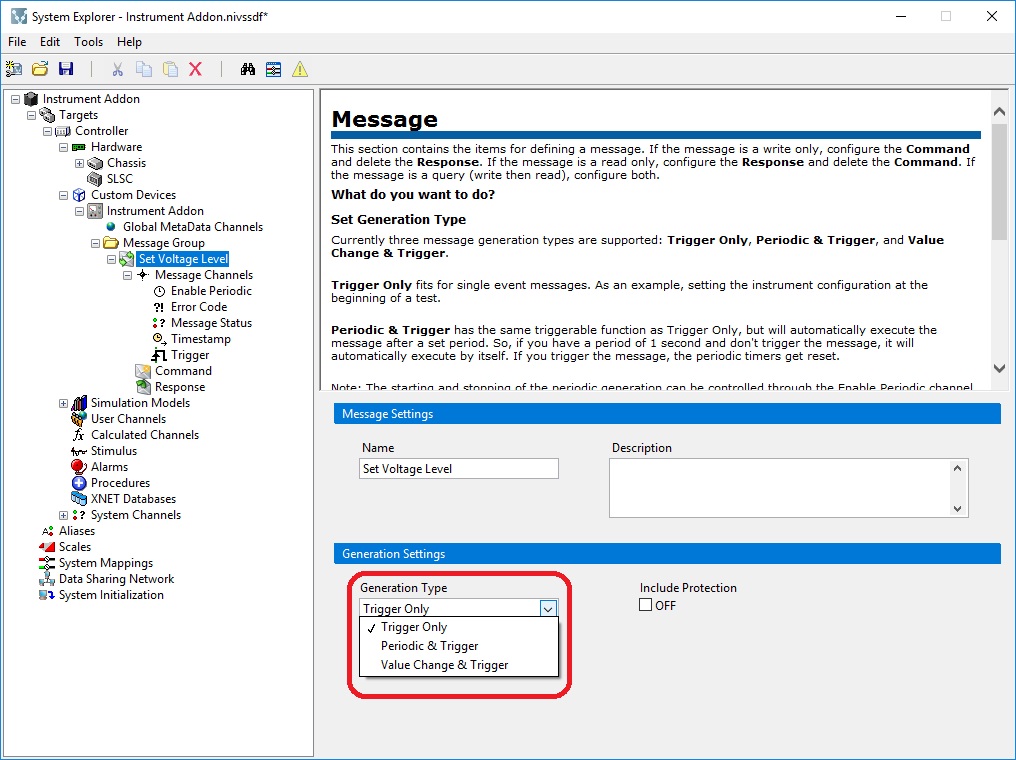 System Explorer - Instrument Addon.nivssdf*
File Edit Tools Help
Instrument Addon
Targets
Controller
Hardware
Chassis
SLSC
Custom Devices
Instrument Addon
Global MetaData Channels
Message Group
Set Voltage Level
Message Channels
Enable Periodic
Error Code
Message Status
Timestamp
Trigger
Command
Response
Simulation Models
User Channels
Calculated Channels
Stimulus
Alarms
Procedures
XNET Databases
System Channels
Aliases
Scales
System Mappings
Data Sharing Network
System Initialization
Message
This section contains the items for defining a message. If the message is a write only, configure the Command
and delete the Response. If the message is a read only, configure the Response and delete the Command. If
the message is a query (write then read), configure both.
What do you want to do?
Set Generation Type
Currently three message generation types are supported: Trigger Only, Periodic & Trigger, and Value
Change & Trigger.
Trigger Only fits for single event messages. As an example, setting the instrument configuration at the
beginning of a test.
Periodic & Trigger has the same triggerable function as Trigger Only, but will automatically execute the
message after a set period. So, if you have a period of 1 second and don't trigger the message, it will
automatically execute by itself. If you trigger the message, the periodic timers get reset.
Note: The starting and stopping of the periodic generation can be controlled through the Enable Periodic channel
Message Settings
Name
Set Voltage Level
Description
Generation Settings
Generation Type
Trigger Only
Trigger Only
Periodic & Trigger
Value Change & Trigger
Include Protection
OFF